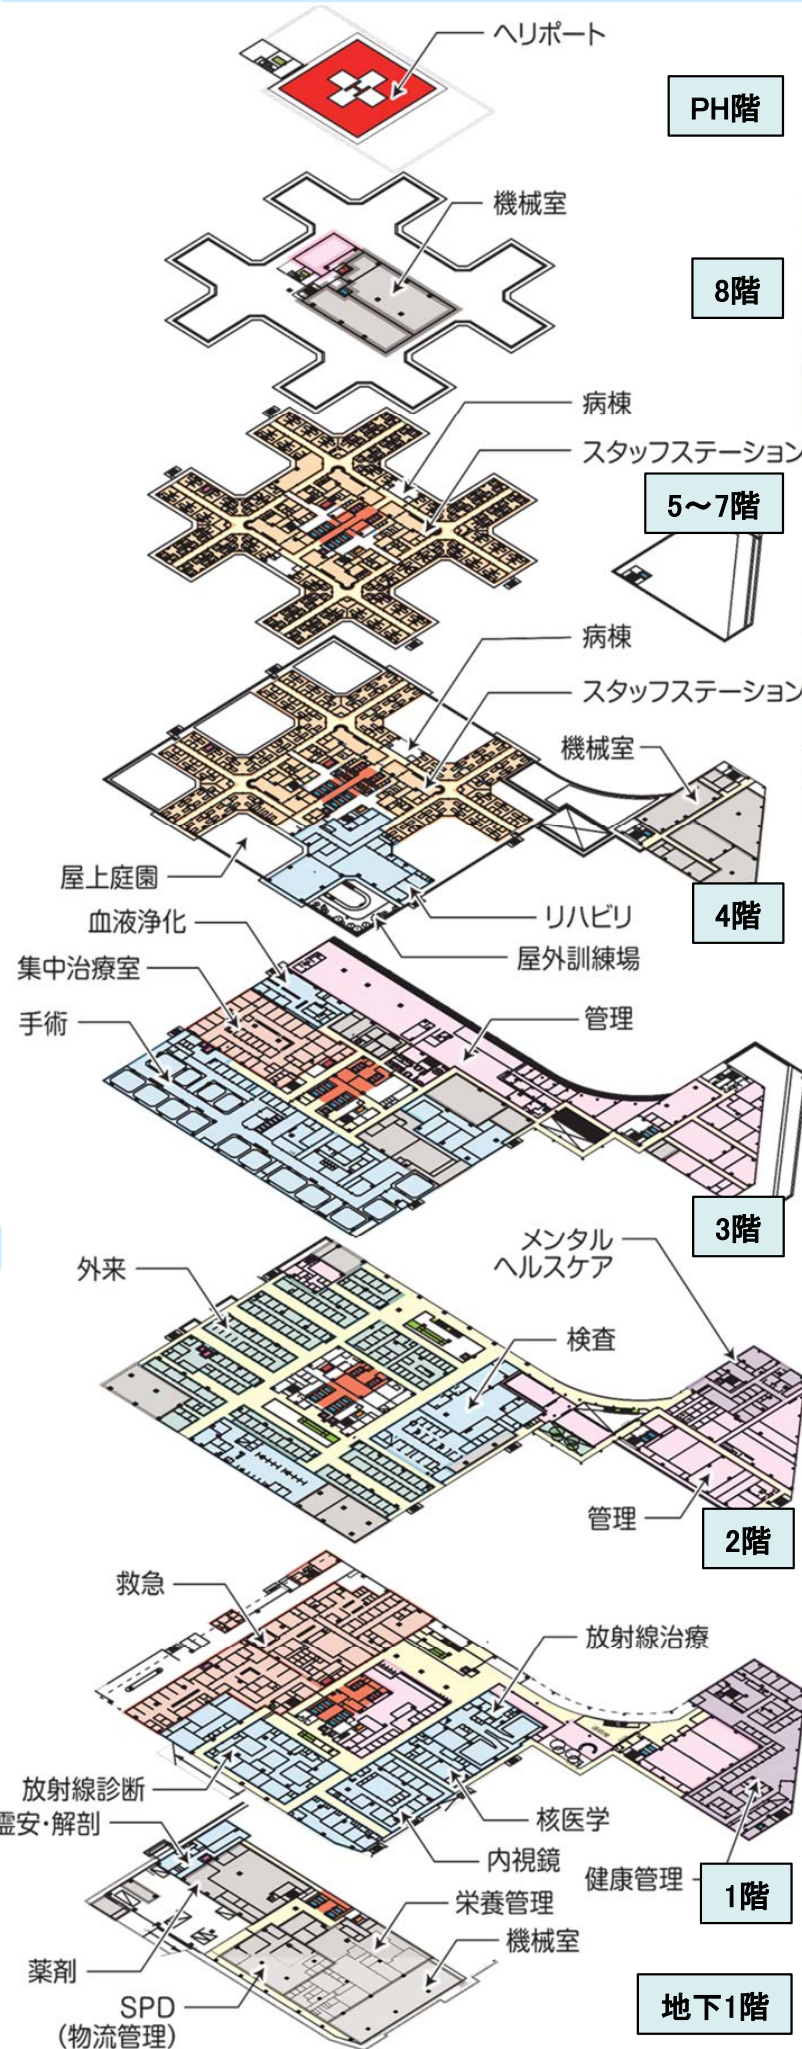 ヘリポート
PH階
機械室
8階
病棟
スタッフステーション
5～7階
病棟
スタッフステーション
機械室
屋上庭園
4階
リハビリ
屋外訓練場
血液浄化
集中治療室
手術
管理
3階
メンタル
ヘルスケア
外来
検査
管理
2階
救急
放射線治療
放射線診断
核医学
内視鏡
健康管理
1階
霊安・解剖
栄養管理
機械室
薬剤
SPD
(物流管理)
地下1階